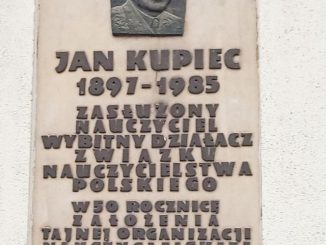 JAN KUPIEC
1897-1985
ZASŁUŻONY
NAUCZYCIEL
WYBITNY DZIAŁACZ
ZWIĄZKU
NAUCZYCIELSTWA
POLSKIEGO
W 50 ROCZNICĘ
ZAŁOŻENIA
TAJNEJ ORGANIZACJI